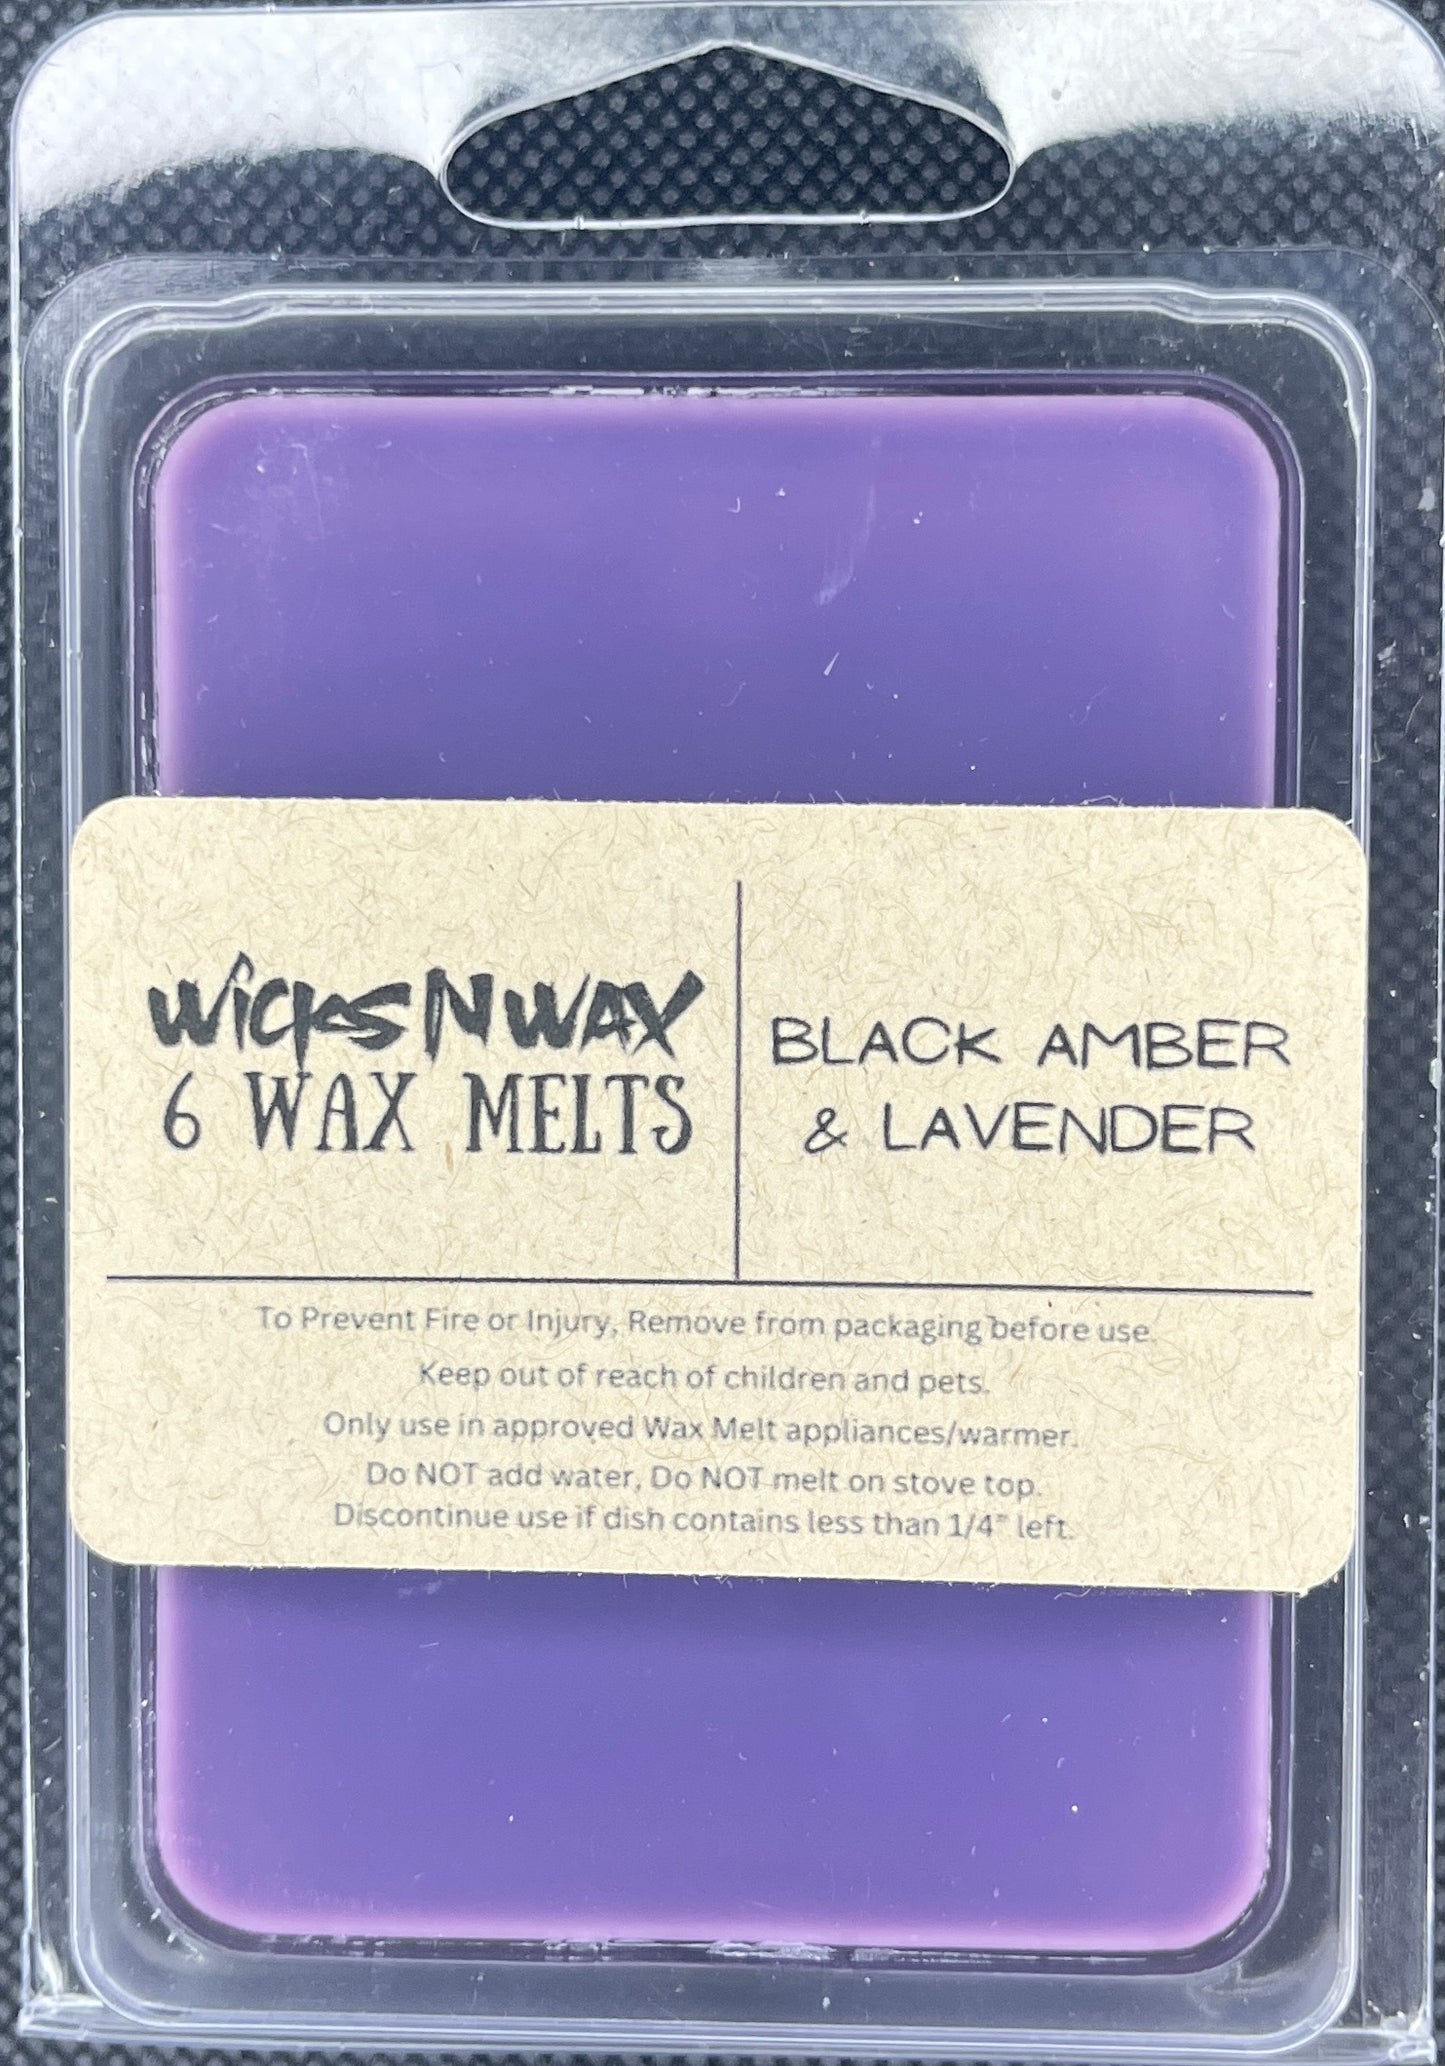 WICKS N WAX
6 WAX MELTS
BLACK AMBER
& LAVENDER
To Prevent Fire or Injury, Remove from packaging before use.
Keep out of reach of children and pets.
Only use in approved Wax Melt appliances/warmer.
Do NOT add water, Do NOT melt on stove top.
Discontinue use if dish contains less than 1/4" left.